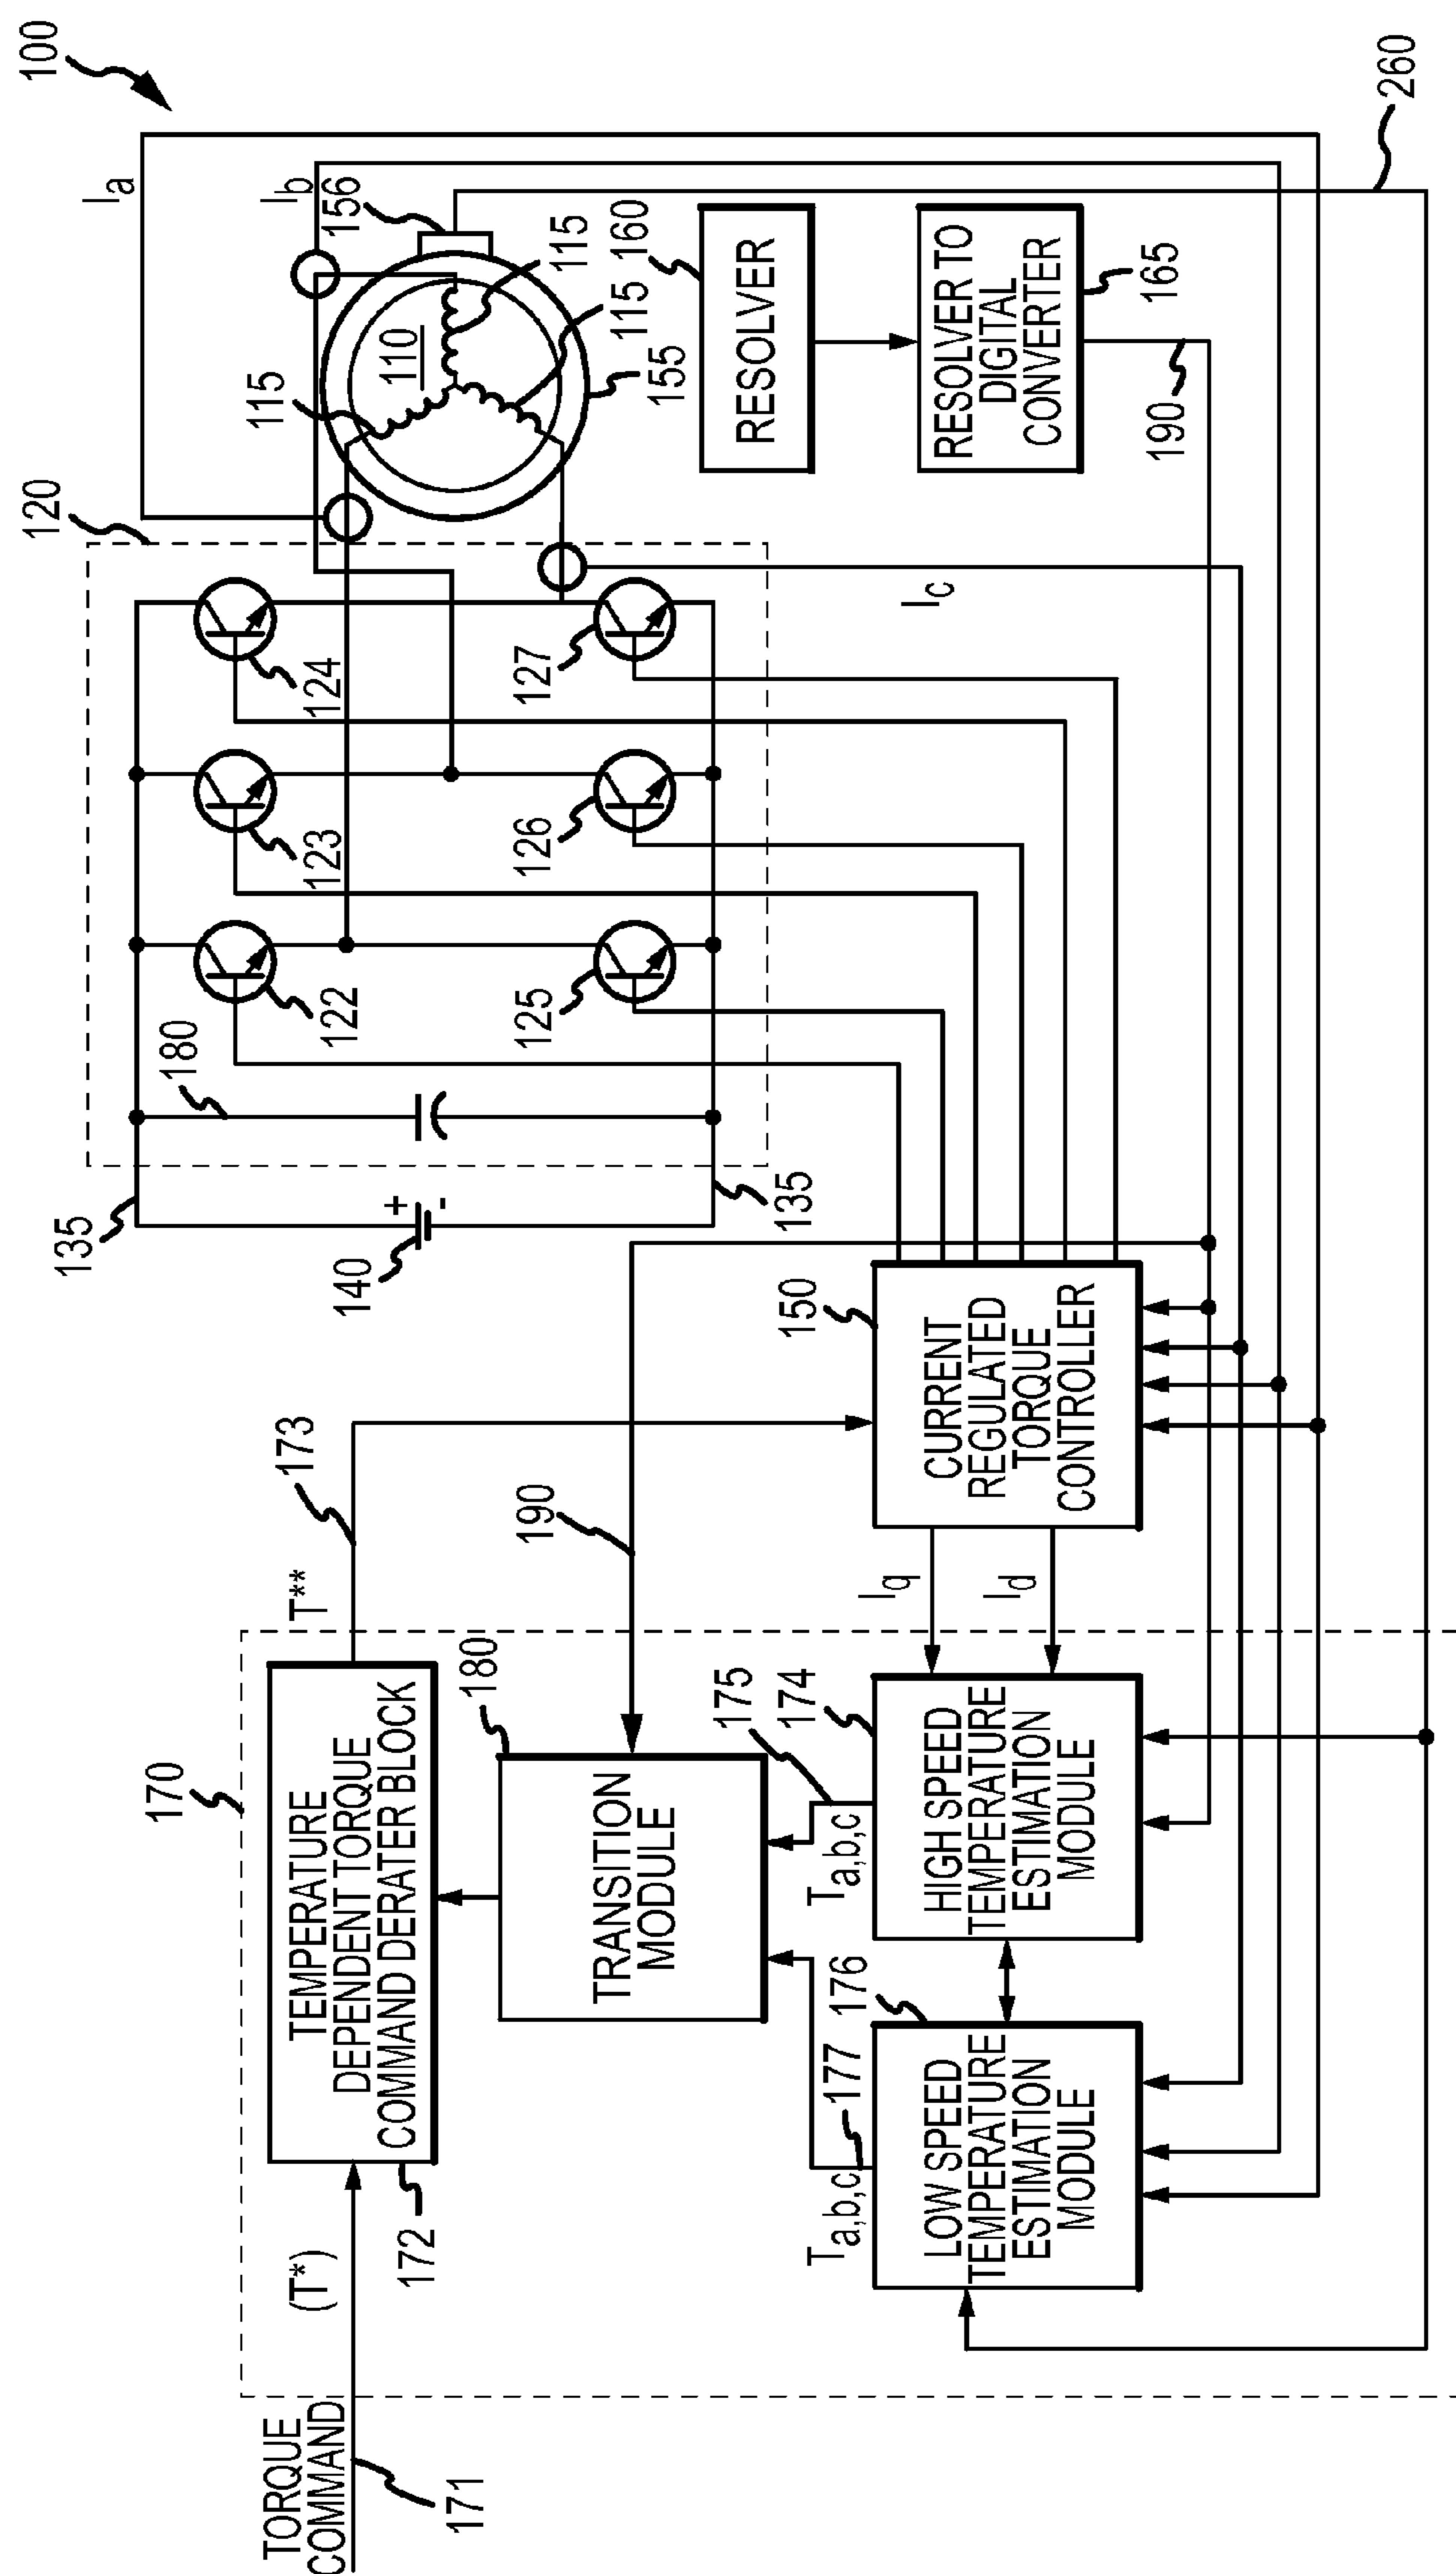 100
Ia
Ib
156
115
110
115
115
155
160
RESOLVER
RESOLVER TO
DIGITAL
CONVERTER
165
190
260
120
124
127
Ic
123
126
122
125
180
135
135
140
+
-
150
CURRENT
REGULATED
TORQUE
CONTROLLER
173
T**
190
Iq
Id
170
TEMPERATURE
DEPENDENT TORQUE
COMMAND DERATER BLOCK
172
180
TRANSITION
MODULE
175
174
Ta,b,c
HIGH SPEED
TEMPERATURE
ESTIMATION
MODULE
176
177
Ta,b,c
LOW SPEED
TEMPERATURE
ESTIMATION
MODULE
(T*)
TORQUE
COMMAND
171